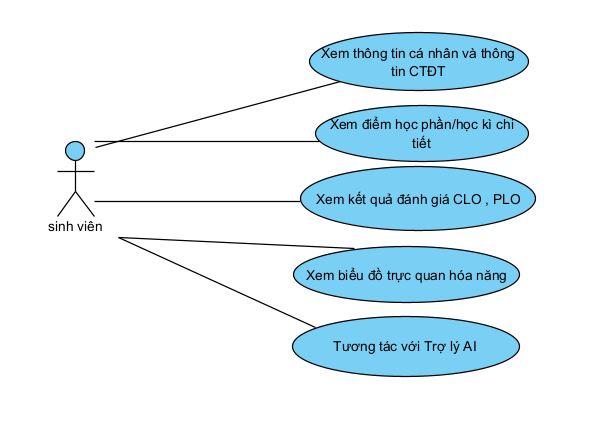 Xem thông tin cá nhân và thông
tin CTĐT
Xem điểm học phần/học kì chi
tiết
Xem kết quả đánh giá CLO , PLO
sinh viên
Xem biểu đồ trực quan hóa năng
Tương tác với Trợ lý AI